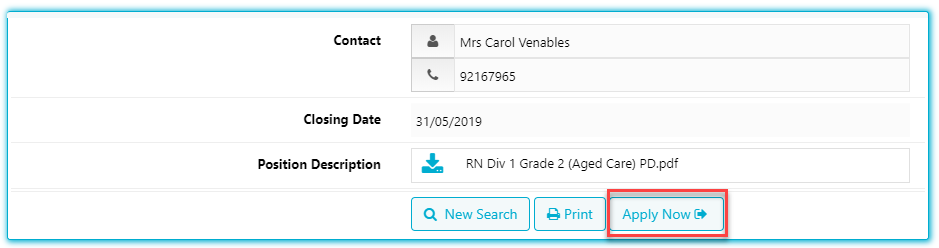 Contact
Mrs Carol Venables
92167965
Closing Date
31/05/2019
Position Description
RN Div 1 Grade 2 (Aged Care) PD.pdf
New Search
Print
Apply Now